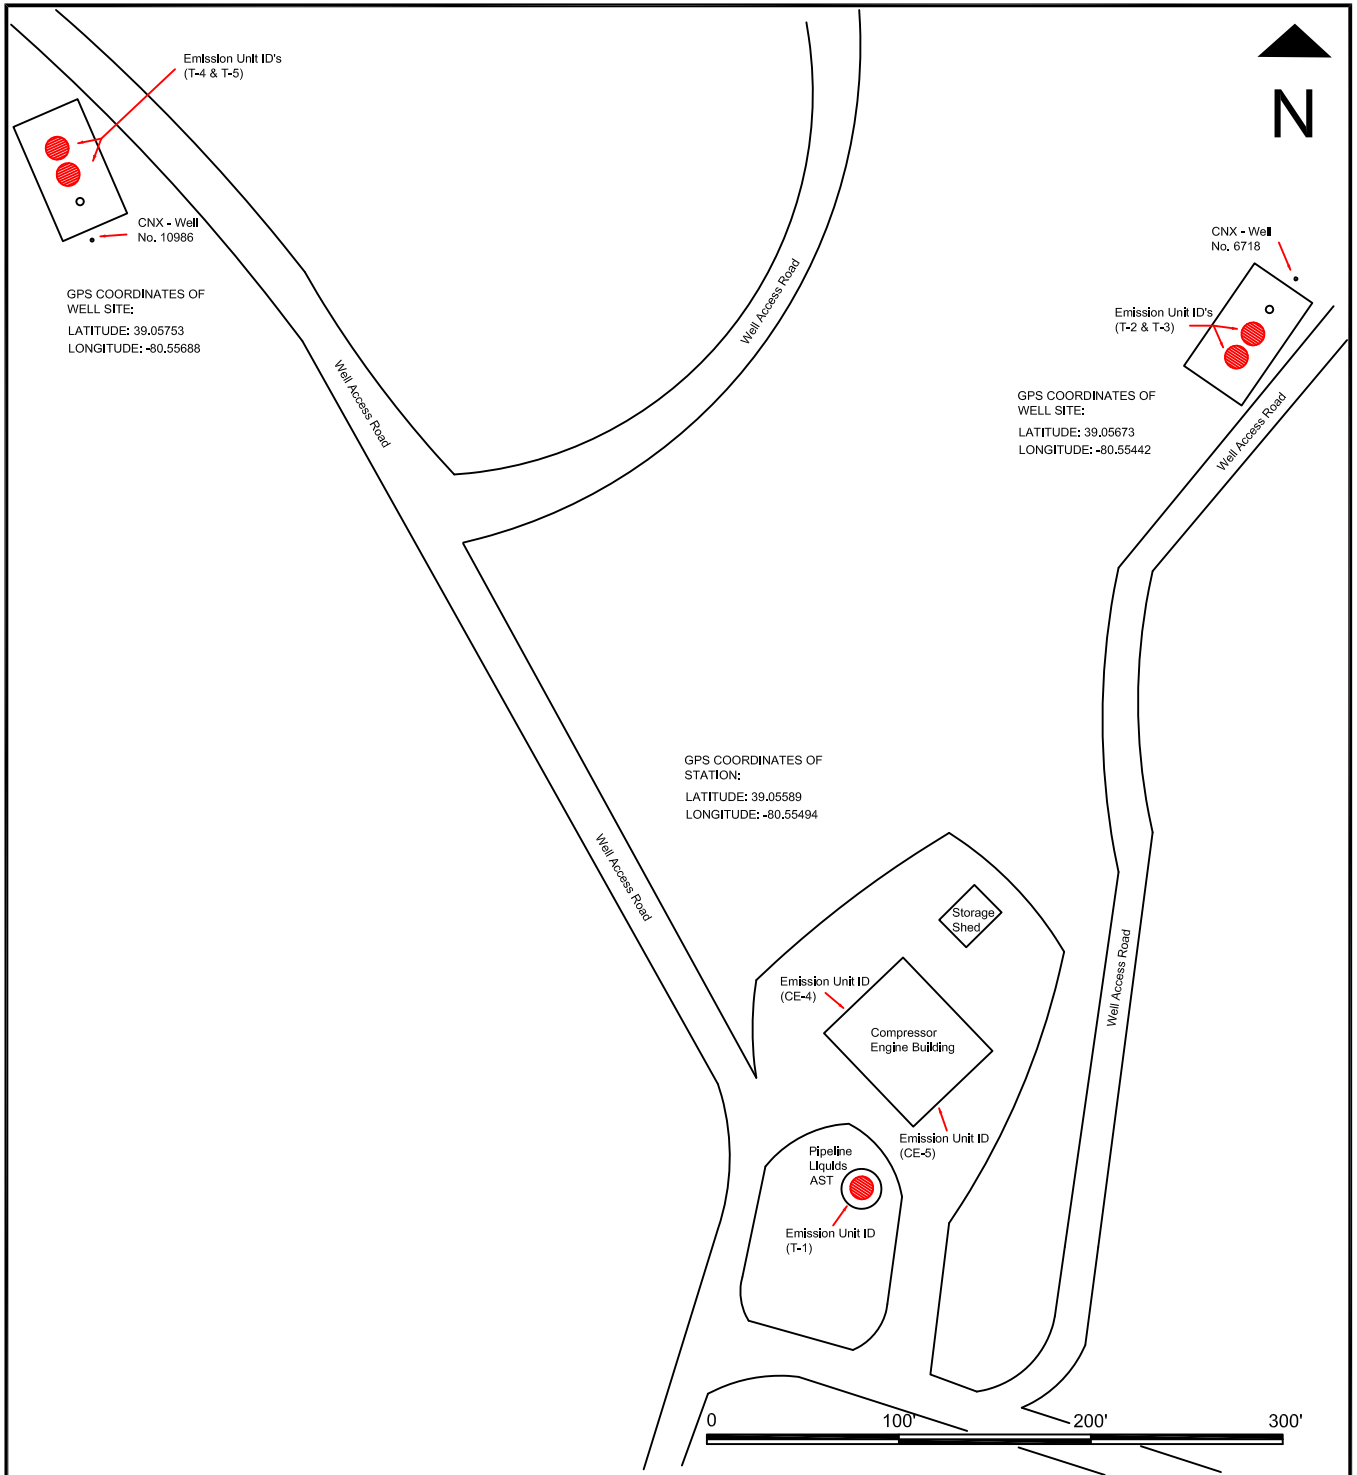 Emission Unit ID's
(T-4 & T-5)
N
CNX - Well
No. 10986
CNX - Well
No. 6718
GPS COORDINATES OF
WELL SITE:
LATITUDE: 39.05753
LONGITUDE: -80.55688
Well Access Road
Emission Unit ID's
(T-2 & T-3)
Well Access Road
GPS COORDINATES OF
WELL SITE:
LATITUDE: 39.05673
LONGITUDE: -80.55442
Well Access Road
GPS COORDINATES OF
STATION:
LATITUDE: 39.05589
LONGITUDE: -80.55494
Well Access Road
Storage
Shed
Well Access Road
Emission Unit ID
(CE-4)
Compressor
Engine Building
Emission Unit ID
(CE-5)
Pipeline
Liquids
AST
Emission Unit ID
(T-1)
0 100' 200' 300'